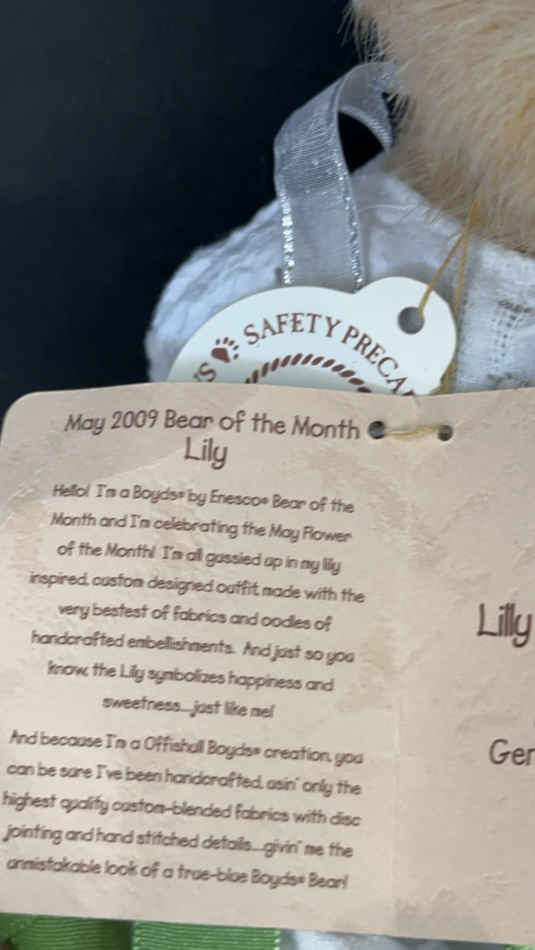 S SAFETY PRECA
May 2009 Bear of the Month
Lily
Hello! I'm a Boyds® by Enesco® Bear of the
Month and I'm celebrating the May Flower
of the Month! I'm all gussied up in my lily
inspired, custom designed outfit made with the
very bestest of fabrics and oodles of
handcrafted embellishments. And just so you
know, the Lily symbolizes happiness and
sweetness....just like me!
And because I'm a Offishull Boyds® creation, you
can be sure I've been handcrafted, usin' only the
highest quality custom-blended fabrics with disc
jointing and hand stitched details....givin' me the
unmistakable look of a true-blue Boyds® Bear!
Lilly
Ger